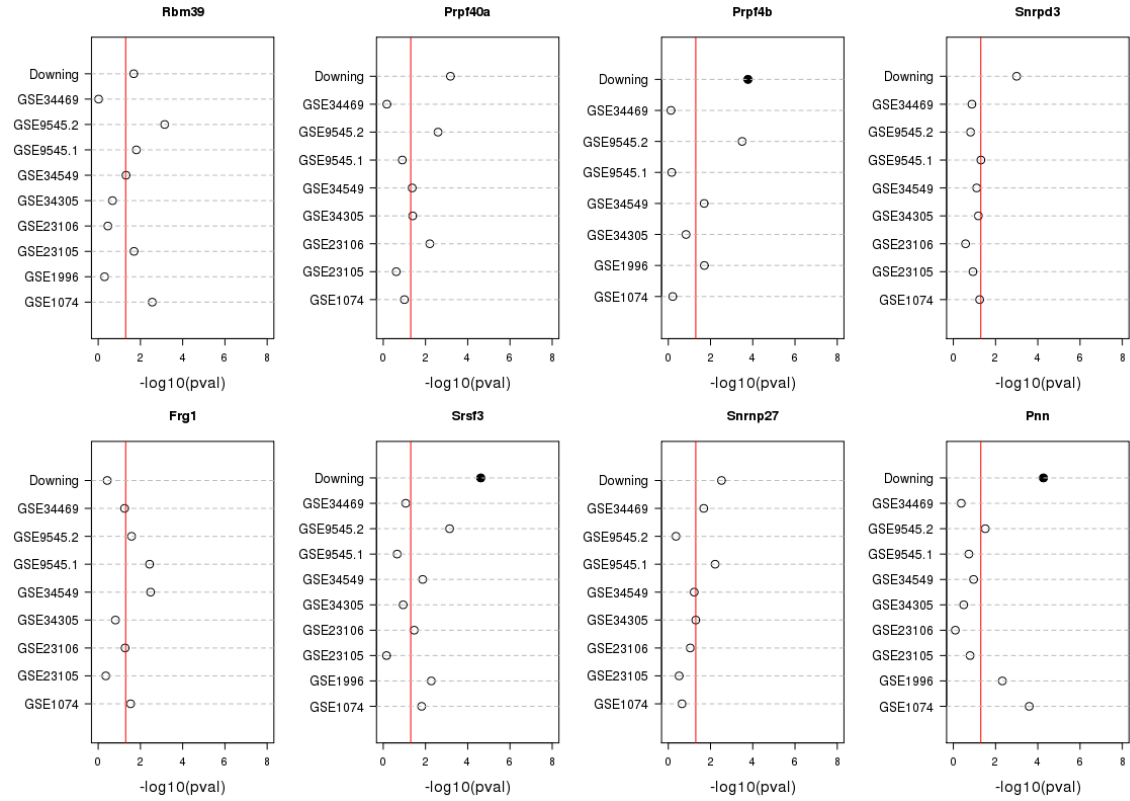 Rbm39
Downing
GSE34469
GSE9545.2
GSE9545.1
GSE34549
GSE34305
GSE23106
GSE23105
GSE1996
GSE1074
0 2 4 6 8
-log10(pval)
Prpf40a
Downing
GSE34469
GSE9545.2
GSE9545.1
GSE34549
GSE34305
GSE23106
GSE23105
GSE1074
0 2 4 6 8
-log10(pval)
Prpf4b
Downing
GSE34469
GSE9545.2
GSE9545.1
GSE34549
GSE34305
GSE1996
GSE1074
0 2 4 6 8
-log10(pval)
Snrpd3
Downing
GSE34469
GSE9545.2
GSE9545.1
GSE34549
GSE34305
GSE23106
GSE23105
GSE1074
0 2 4 6 8
-log10(pval)
Frg1
Downing
GSE34469
GSE9545.2
GSE9545.1
GSE34549
GSE34305
GSE23106
GSE23105
GSE1074
0 2 4 6 8
-log10(pval)
Srsf3
Downing
GSE34469
GSE9545.2
GSE9545.1
GSE34549
GSE34305
GSE23106
GSE23105
GSE1996
GSE1074
0 2 4 6 8
-log10(pval)
Snrnp27
Downing
GSE34469
GSE9545.2
GSE9545.1
GSE34549
GSE34305
GSE23106
GSE23105
GSE1074
0 2 4 6 8
-log10(pval)
Pnn
Downing
GSE34469
GSE9545.2
GSE9545.1
GSE34549
GSE34305
GSE23106
GSE23105
GSE1996
GSE1074
0 2 4 6 8
-log10(pval)